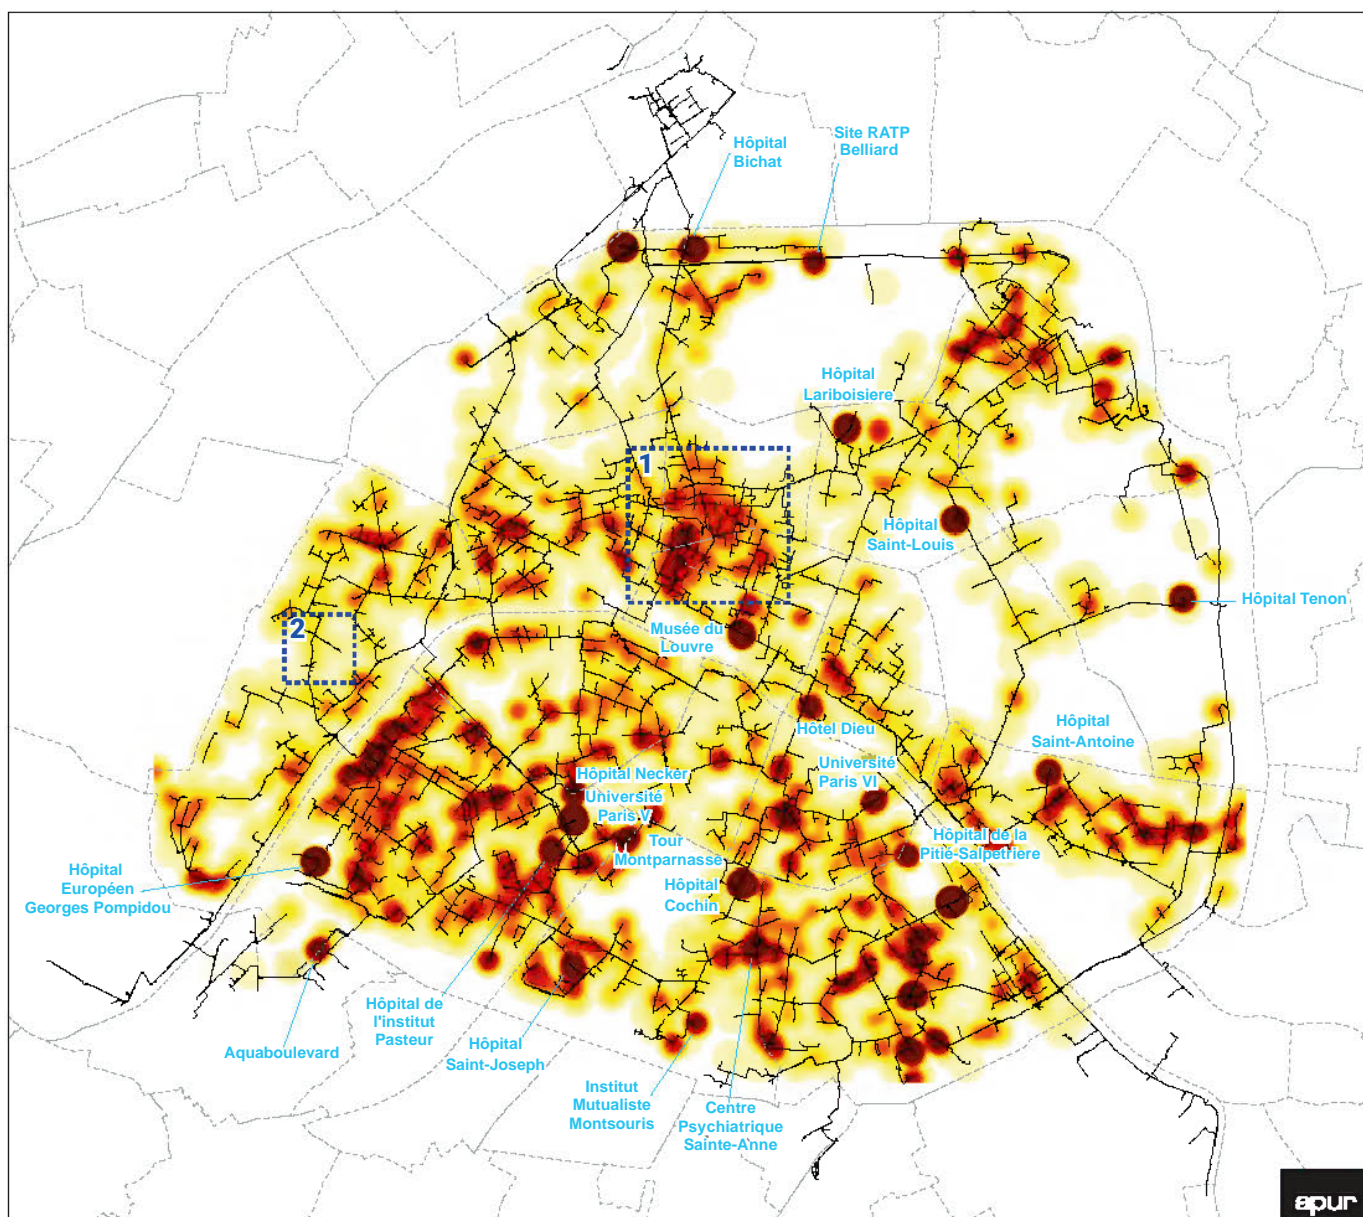 Hôpital
Bichat
Site RATP
Belliard
Hôpital
Lariboisiere
1
Hôpital
Saint-Louis
Hôpital Tenon
2
Musée du
Louvre
Hôtel Dieu
Hôpital
Saint-Antoine
Université
Paris VI
Hôpital Necker
Université
Paris V
Tour
Montparnasse
Hôpital de la
Pitié-Salpetriere
Hôpital
Européen
Georges Pompidou
Hôpital
Cochin
Aquaboulevard
Hôpital de
l'institut
Pasteur
Hôpital
Saint-Joseph
Institut
Mutualiste
Montsouris
Centre
Psychiatrique
Sainte-Anne
apur